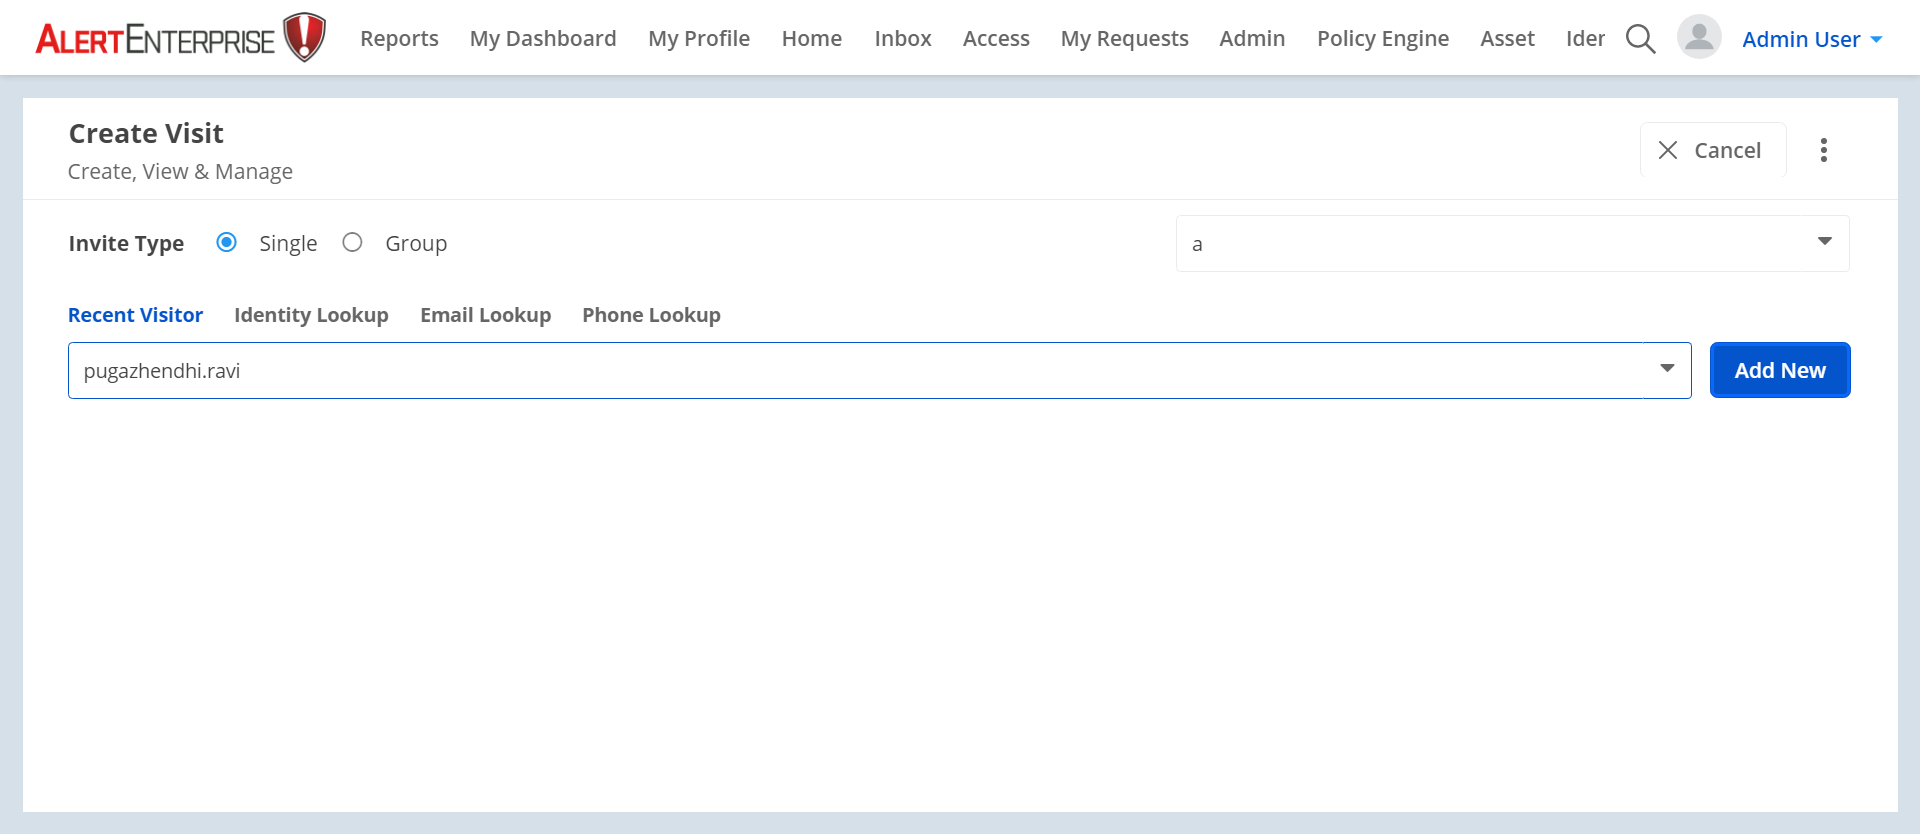 ALERTENTERPRISE Reports My Dashboard My Profile Home Inbox Access My Requests Admin Policy Engine Asset Ider Admin User
Create Visit
Create, View & Manage
Cancel
Invite Type Single Group a
Recent Visitor Identity Lookup Email Lookup Phone Lookup
pugazhendhi.ravi Add New